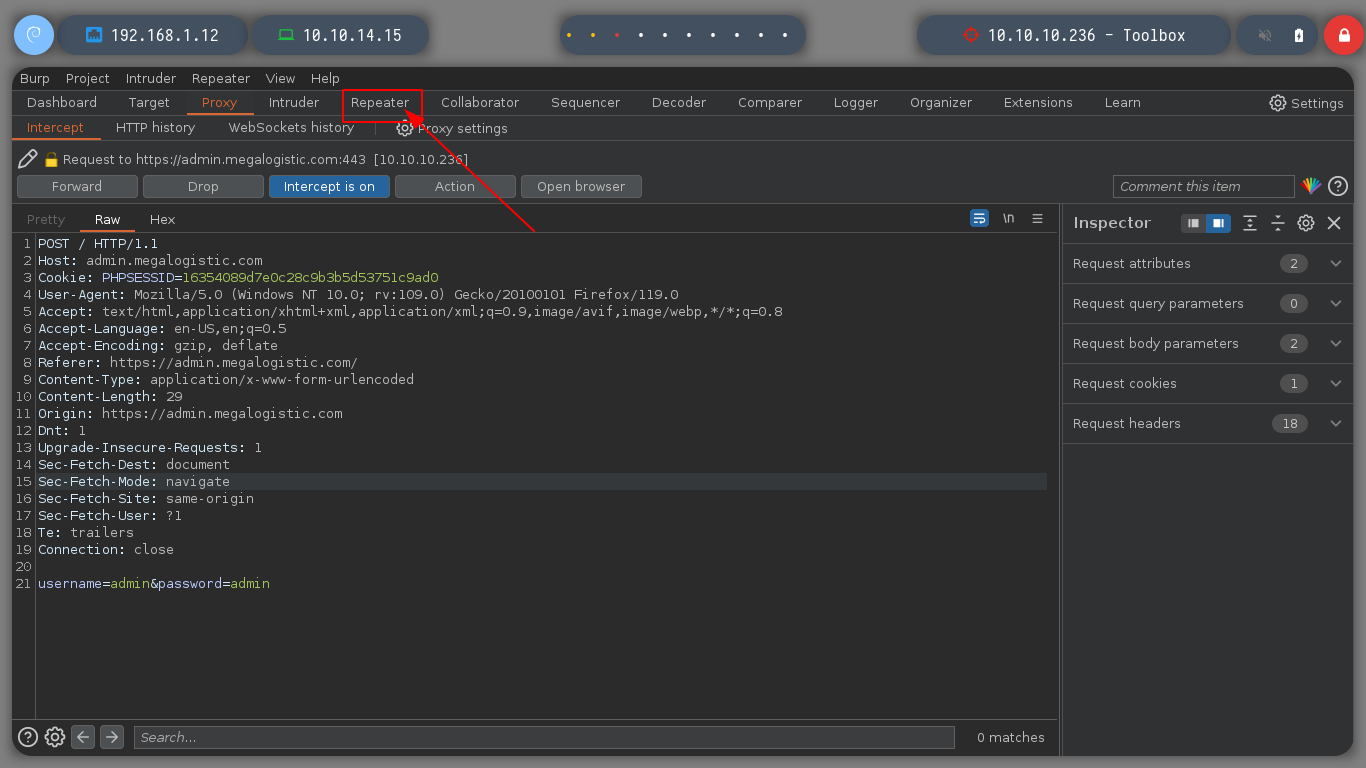 192.168.1.12 10.10.14.15 10.10.10.236 - Toolbox
Burp Project Intruder Repeater View Help
Dashboard Target Proxy Intruder Repeater Collaborator Sequencer Decoder Comparer Logger Organizer Extensions Learn Settings
Intercept HTTP history WebSockets history Proxy settings
Request to https://admin.megalogistic.com:443 [10.10.10.236]
Forward Drop Intercept is on Action Open browser Comment this item
Pretty Raw Hex \n
Inspector
Request attributes 2
Request query parameters 0
Request body parameters 2
Request cookies 1
Request headers 18
1 POST / HTTP/1.1
2 Host: admin.megalogistic.com
3 Cookie: PHPSESSID=16354089d7e0c28c9b3b5d53751c9ad0
4 User-Agent: Mozilla/5.0 (Windows NT 10.0; rv:109.0) Gecko/20100101 Firefox/119.0
5 Accept: text/html,application/xhtml+xml,application/xml;q=0.9,image/avif,image/webp,*/*;q=0.8
6 Accept-Language: en-US,en;q=0.5
7 Accept-Encoding: gzip, deflate
8 Referer: https://admin.megalogistic.com/
9 Content-Type: application/x-www-form-urlencoded
10 Content-Length: 29
11 Origin: https://admin.megalogistic.com
12 Dnt: 1
13 Upgrade-Insecure-Requests: 1
14 Sec-Fetch-Dest: document
15 Sec-Fetch-Mode: navigate
16 Sec-Fetch-Site: same-origin
17 Sec-Fetch-User: ?1
18 Te: trailers
19 Connection: close
20
21 username=admin&password=admin
Search... 0 matches